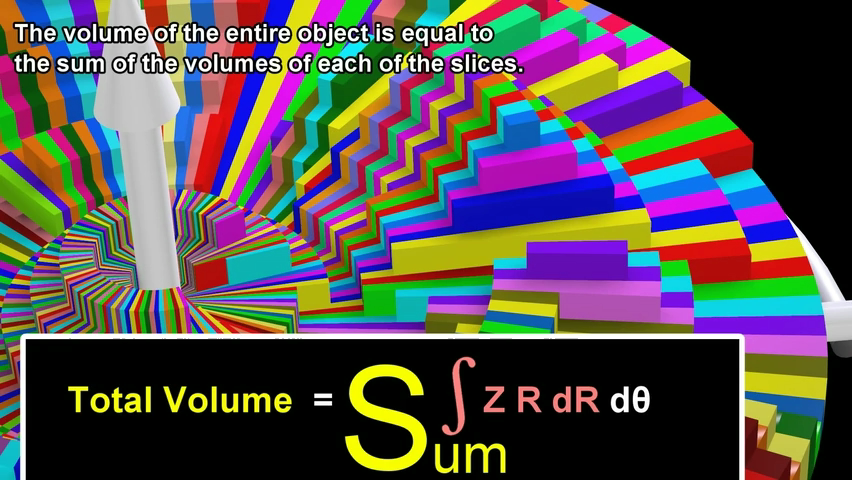 The volume of the entire object is equal to
the sum of the volumes of each of the slices.
Total Volume = Sum ∫ Z R dR dθ